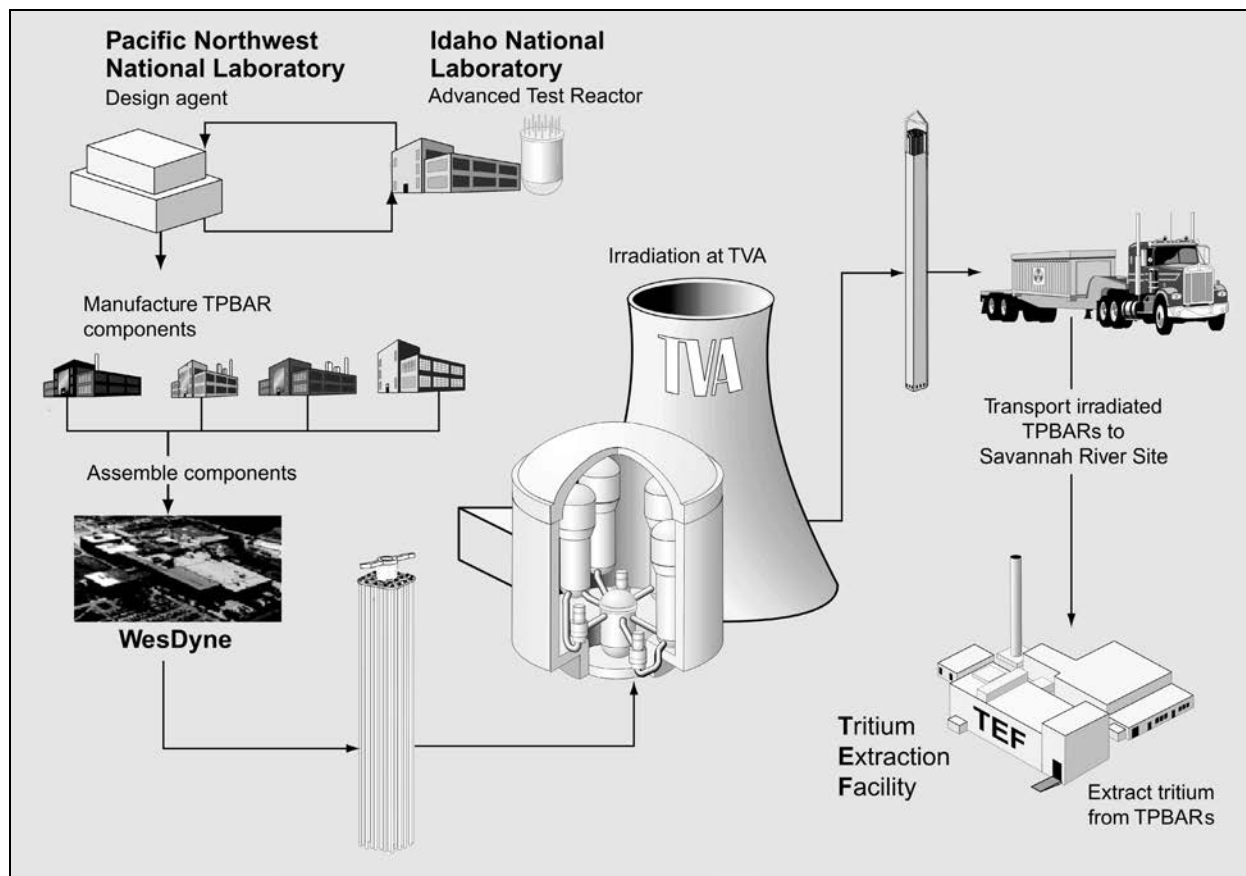 Pacific Northwest
National Laboratory
Design agent
Idaho National
Laboratory
Advanced Test Reactor
Manufacture TPBAR
components
Assemble components
WesDyne
Irradiation at TVA
TVA
Transport irradiated
TPBARs to
Savannah River Site
Tritium
Extraction
Facility
TEF
Extract tritium
from TPBARs